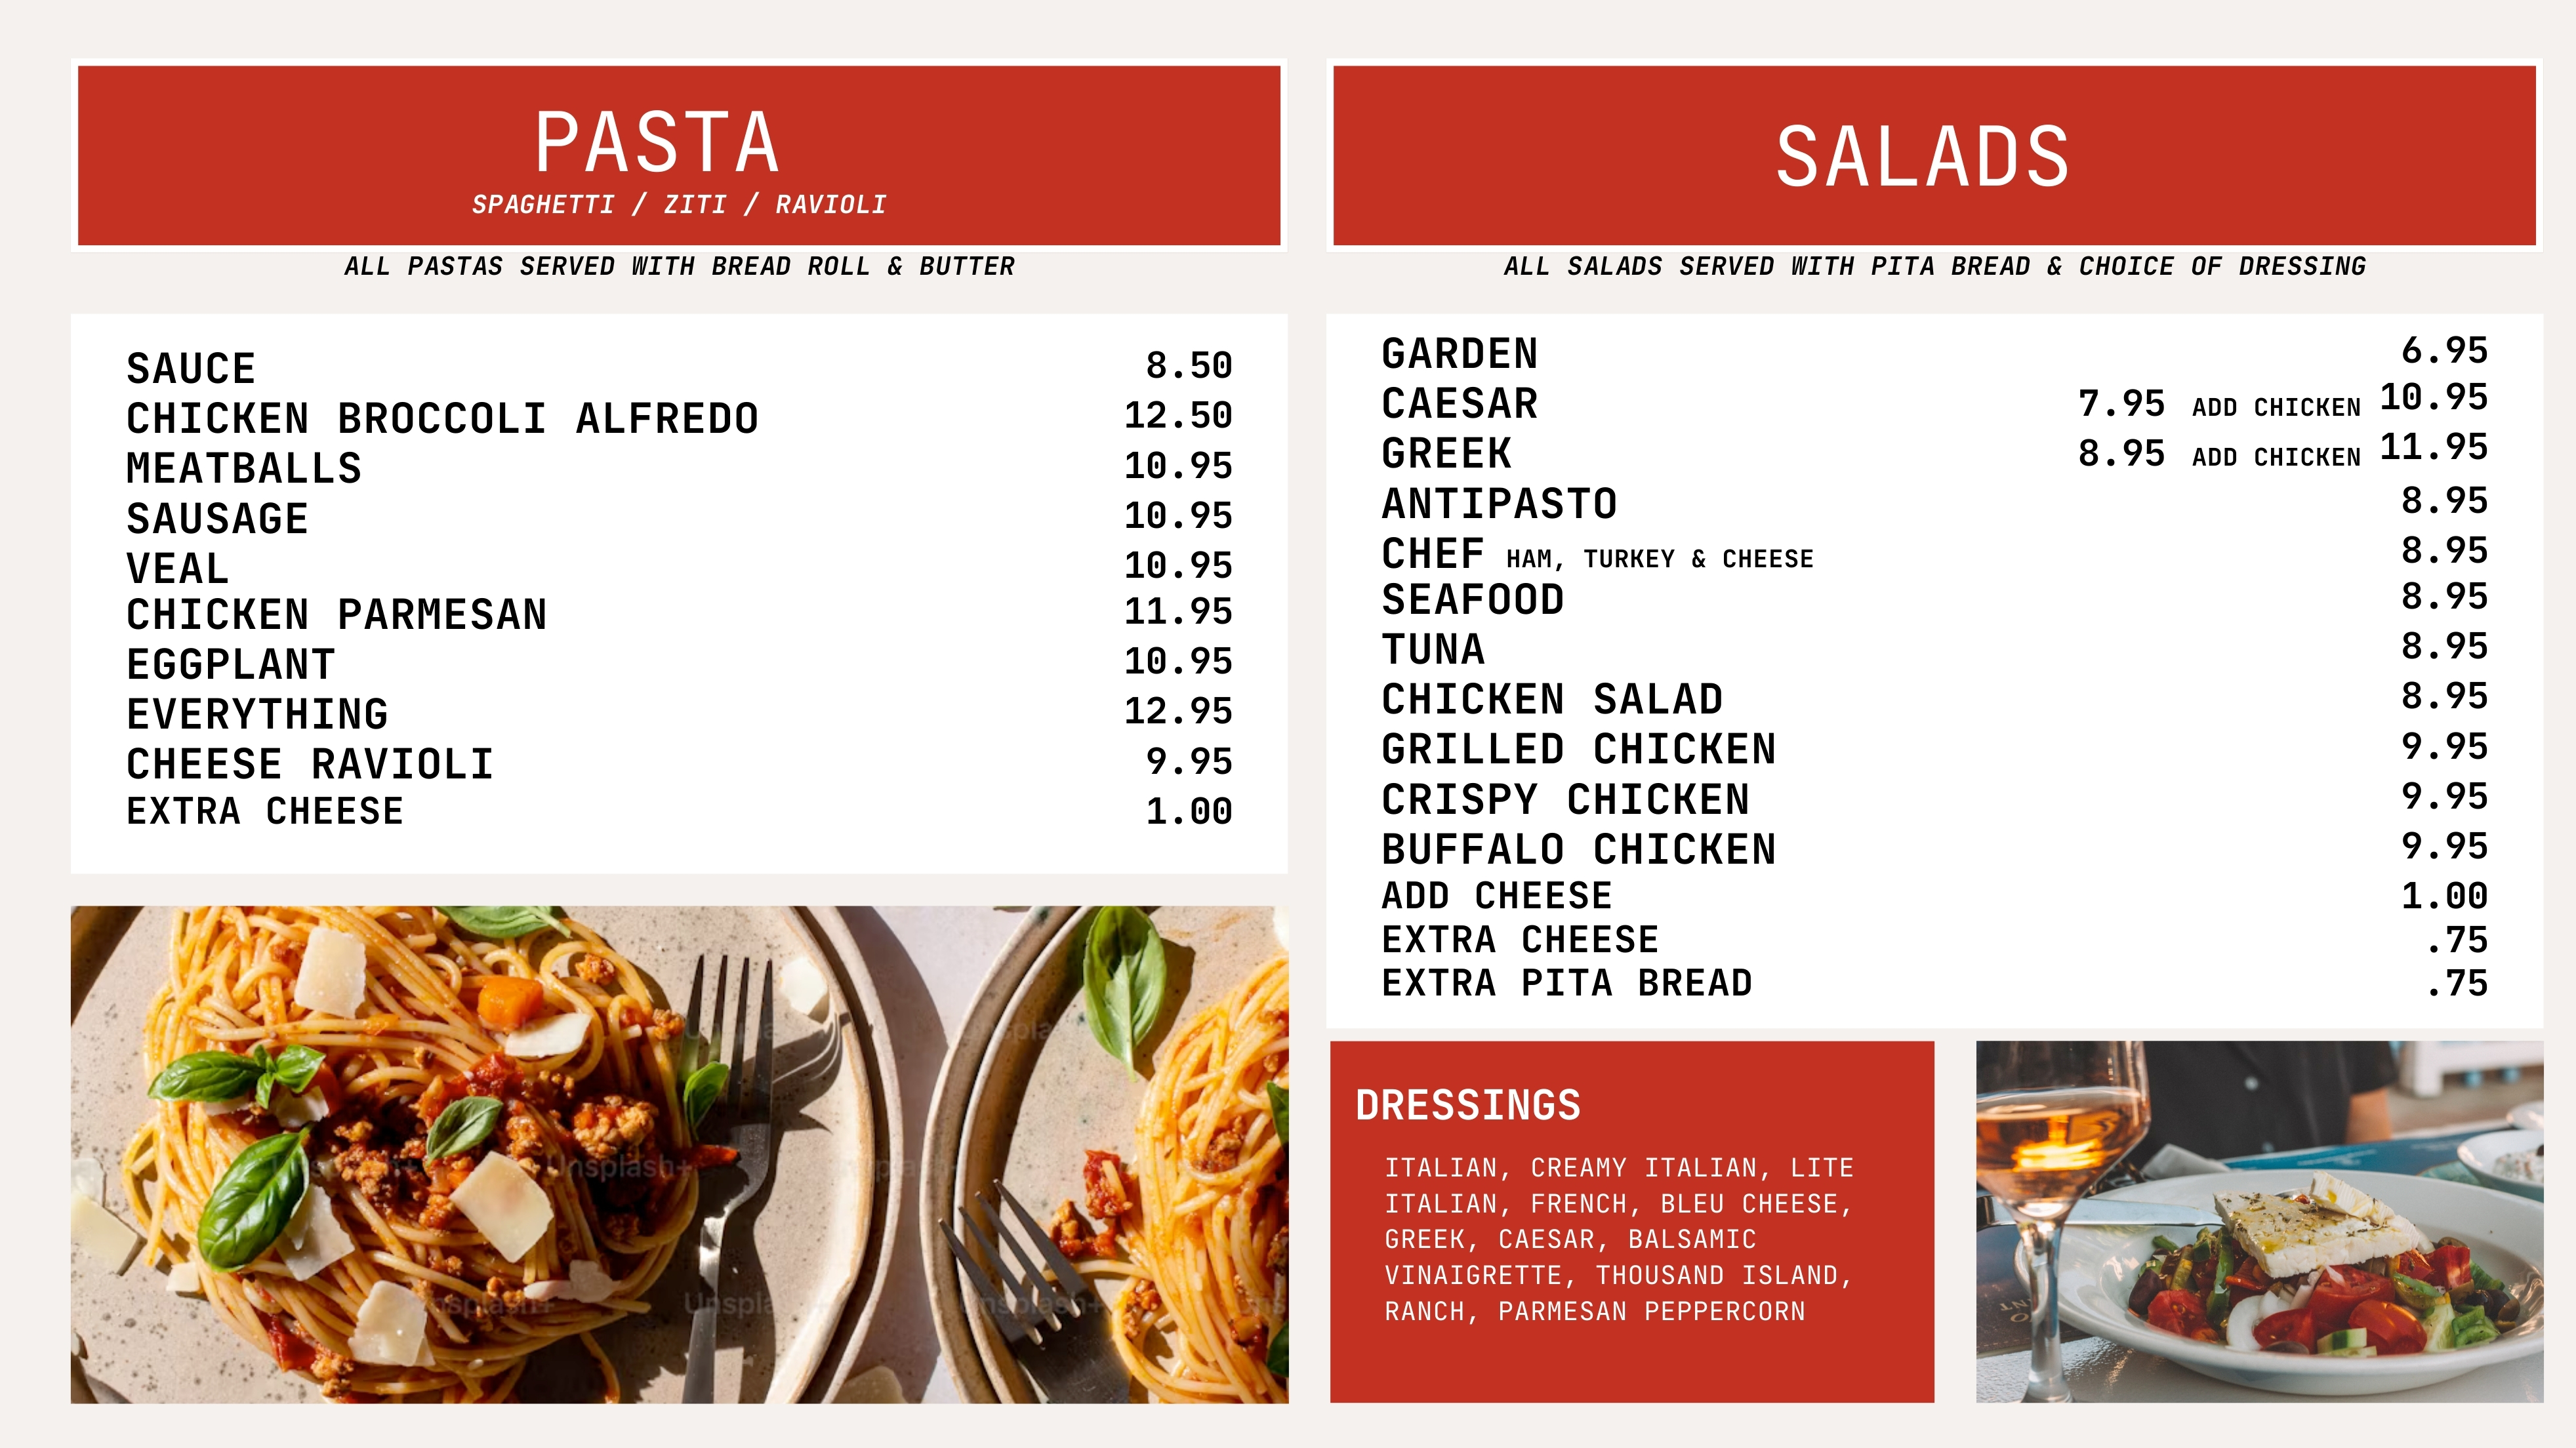 PASTA
SPAGHETTI / ZITI / RAVIOLI
ALL PASTAS SERVED WITH BREAD ROLL & BUTTER
SAUCE 8.50
CHICKEN BROCCOLI ALFREDO 12.50
MEATBALLS 10.95
SAUSAGE 10.95
VEAL 10.95
CHICKEN PARMESAN 11.95
EGGPLANT 10.95
EVERYTHING 12.95
CHEESE RAVIOLI 9.95
EXTRA CHEESE 1.00
Unsplash+
SALADS
ALL SALADS SERVED WITH PITA BREAD & CHOICE OF DRESSING
GARDEN 6.95
CAESAR 7.95 ADD CHICKEN 10.95
GREEK 8.95 ADD CHICKEN 11.95
ANTIPASTO 8.95
CHEF HAM, TURKEY & CHEESE 8.95
SEAFOOD 8.95
TUNA 8.95
CHICKEN SALAD 8.95
GRILLED CHICKEN 9.95
CRISPY CHICKEN 9.95
BUFFALO CHICKEN 9.95
ADD CHEESE 1.00
EXTRA CHEESE .75
EXTRA PITA BREAD .75
DRESSINGS
ITALIAN, CREAMY ITALIAN, LITE
ITALIAN, FRENCH, BLEU CHEESE,
GREEK, CAESAR, BALSAMIC
VINAIGRETTE, THOUSAND ISLAND,
RANCH, PARMESAN PEPPERCORN